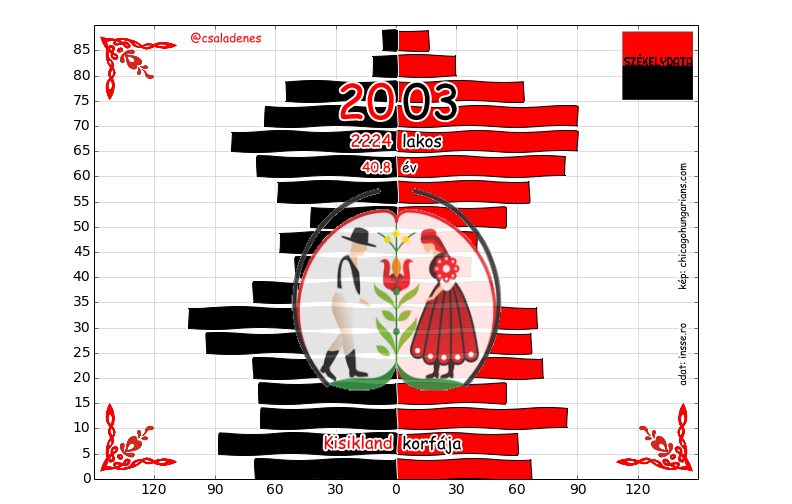 @csaladenes
SZÉKELYDATA
2003
2224 lakos
40.8 év
kép: chicagohungarians.com
adat: insse.ro
Kisikland korfája
85
80
75
70
65
60
55
50
45
40
35
30
25
20
15
10
5
0
120 90 60 30 0 30 60 90 120